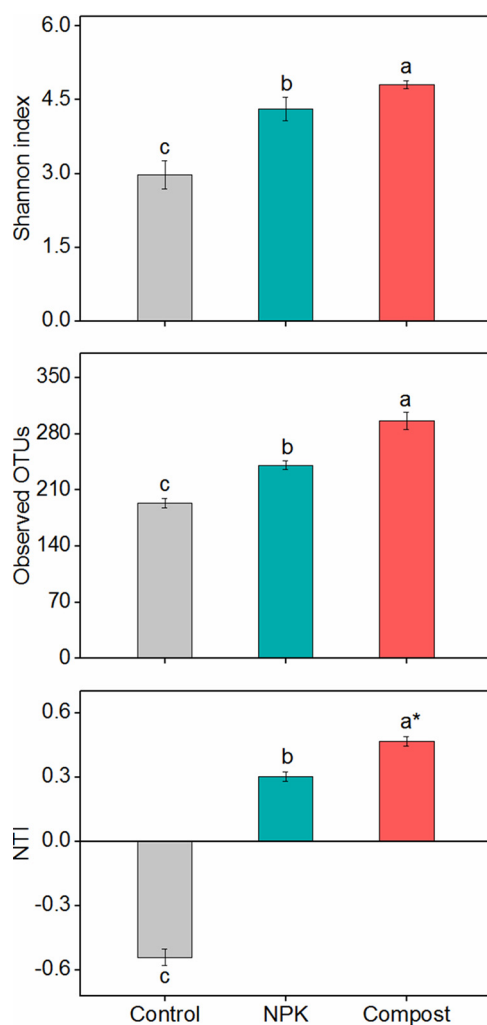 6.0
a
b
4.5
c
3.0
1.5
0.0
Shannon index
350
a
280
b
c
210
140
70
0
Observed OTUs
0.6
a*
b
0.3
0.0
-0.3
-0.6
c
NTI
Control NPK Compost